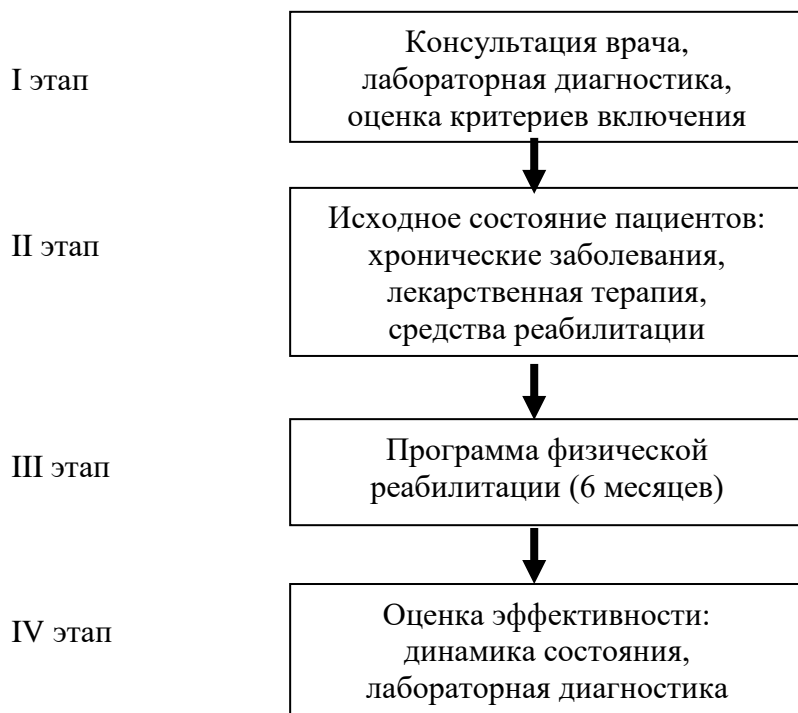 I этап
Консультация врача,
лабораторная диагностика,
оценка критериев включения
II этап
Исходное состояние пациентов:
хронические заболевания,
лекарственная терапия,
средства реабилитации
III этап
Программа физической
реабилитации (6 месяцев)
IV этап
Оценка эффективности:
динамика состояния,
лабораторная диагностика